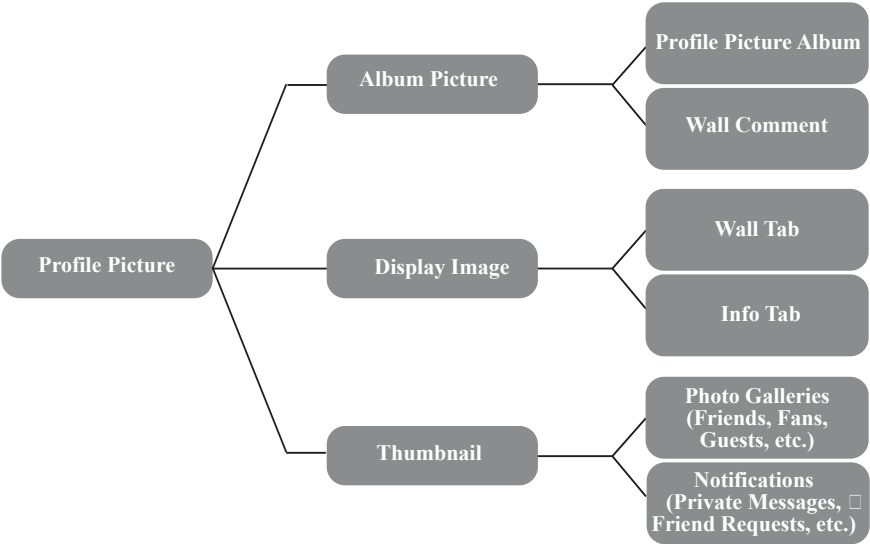 Profile Picture
Album Picture
Profile Picture Album
Wall Comment
Display Image
Wall Tab
Info Tab
Thumbnail
Photo Galleries
(Friends, Fans,
Guests, etc.)
Notifications
(Private Messages, □
Friend Requests, etc.)